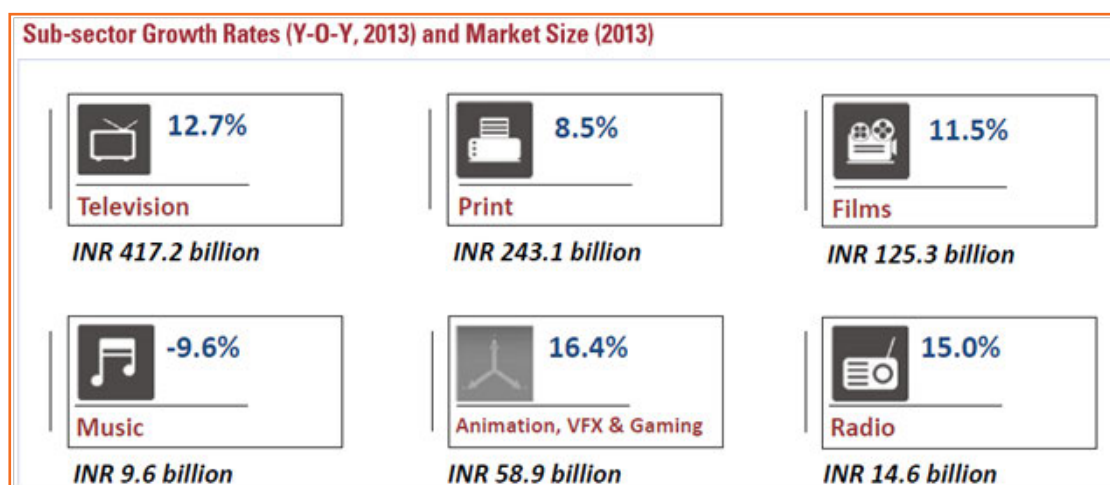 Sub-sector Growth Rates (Y-O-Y, 2013) and Market Size (2013)
12.7%
Television
INR 417.2 billion
8.5%
Print
INR 243.1 billion
11.5%
Films
INR 125.3 billion
-9.6%
Music
INR 9.6 billion
16.4%
Animation, VFX & Gaming
INR 58.9 billion
15.0%
Radio
INR 14.6 billion